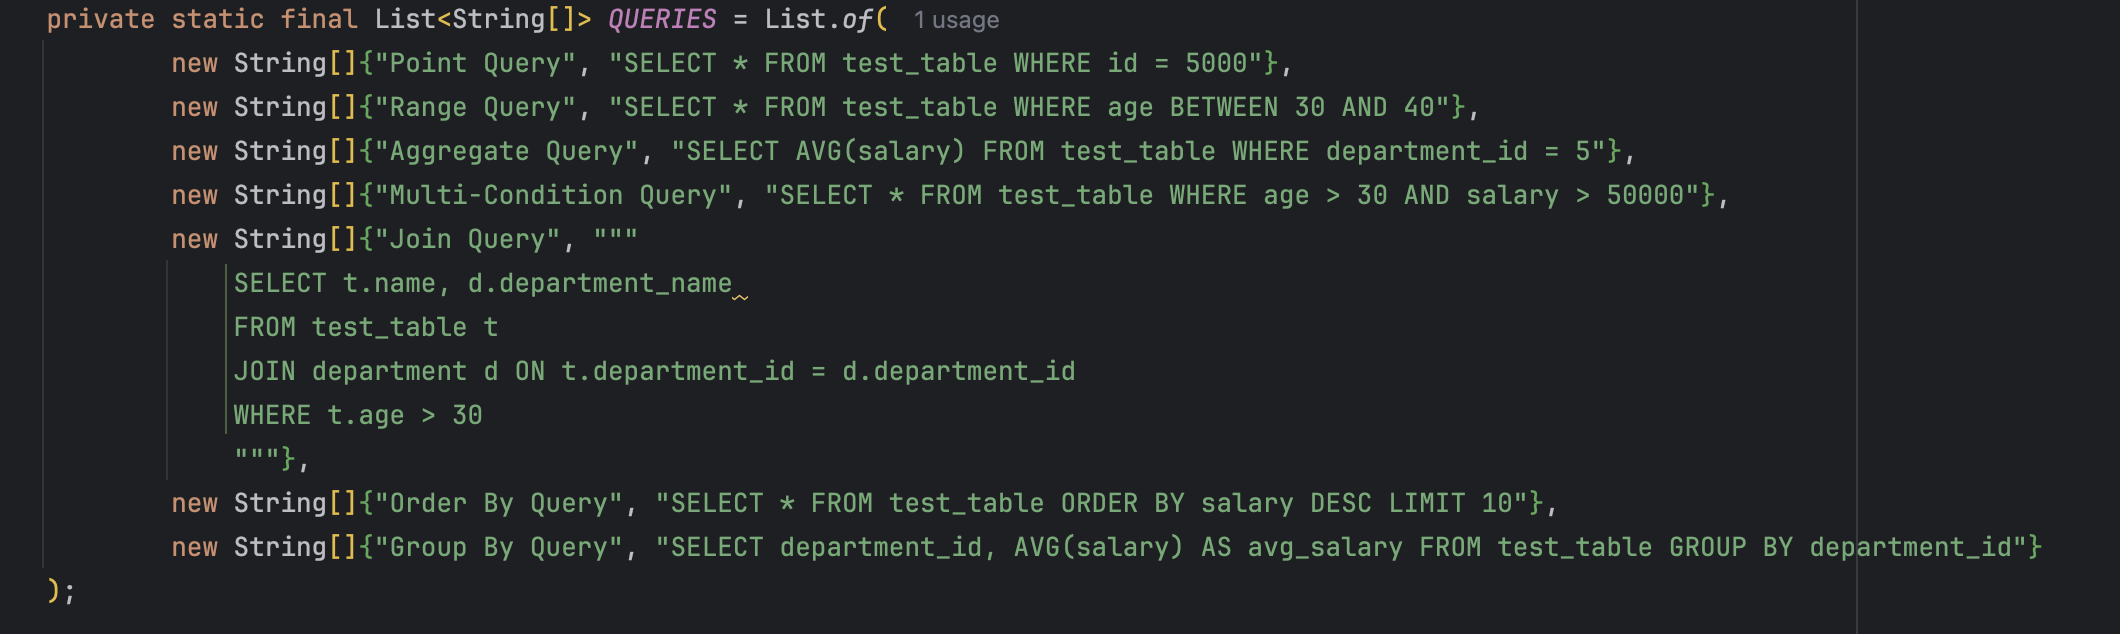 private static final List<String[]> QUERIES = List.of( 1 usage
new String[]{"Point Query", "SELECT * FROM test_table WHERE id = 5000"},
new String[]{"Range Query", "SELECT * FROM test_table WHERE age BETWEEN 30 AND 40"},
new String[]{"Aggregate Query", "SELECT AVG(salary) FROM test_table WHERE department_id = 5"},
new String[]{"Multi-Condition Query", "SELECT * FROM test_table WHERE age > 30 AND salary > 50000"},
new String[]{"Join Query", """
SELECT t.name, d.department_name
FROM test_table t
JOIN department d ON t.department_id = d.department_id
WHERE t.age > 30
"""},
new String[]{"Order By Query", "SELECT * FROM test_table ORDER BY salary DESC LIMIT 10"},
new String[]{"Group By Query", "SELECT department_id, AVG(salary) AS avg_salary FROM test_table GROUP BY department_id"}
);